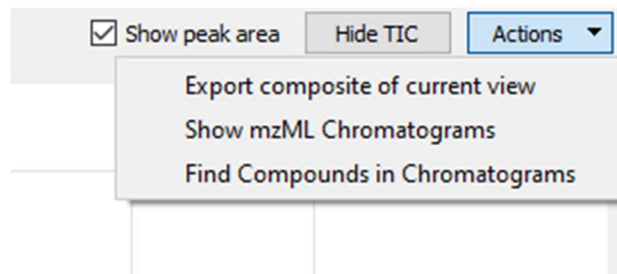 Show peak area Hide TIC Actions
Export composite of current view
Show mzML Chromatograms
Find Compounds in Chromatograms